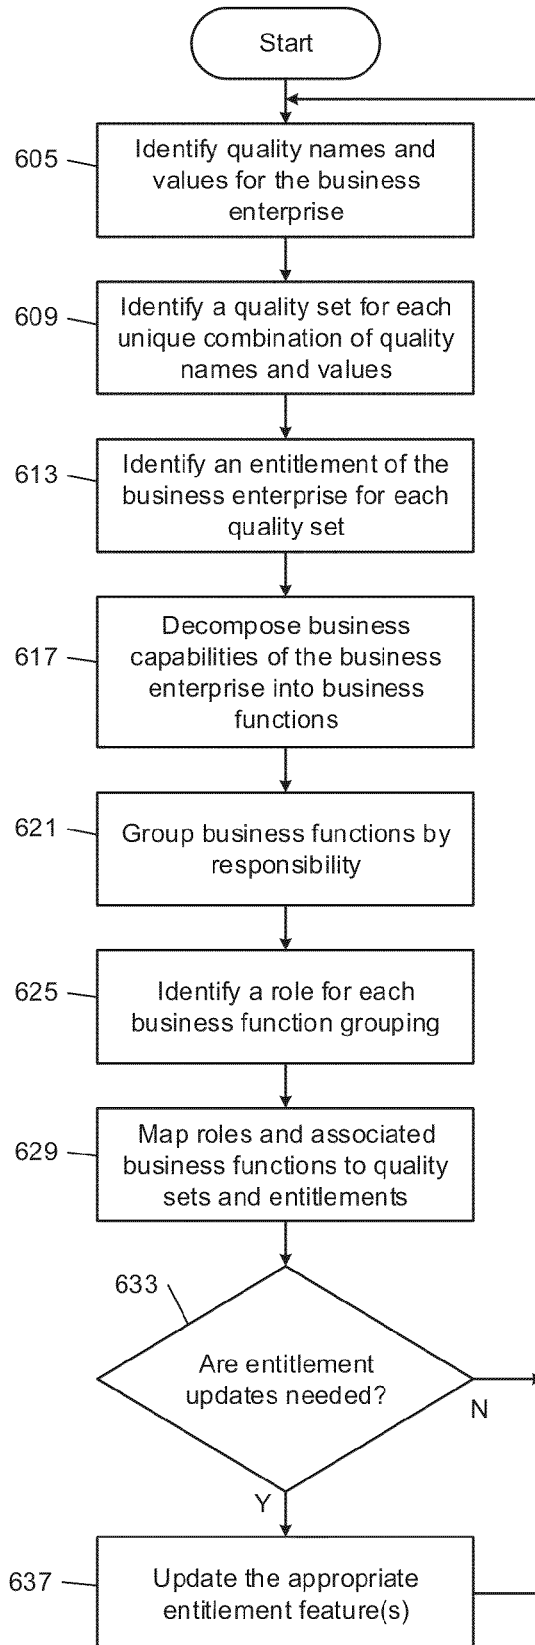 Start
605
Identify quality names and
values for the business
enterprise
609
Identify a quality set for each
unique combination of quality
names and values
613
Identify an entitlement of the
business enterprise for each
quality set
617
Decompose business
capabilities of the business
enterprise into business
functions
621
Group business functions by
responsibility
625
Identify a role for each
business function grouping
629
Map roles and associated
business functions to quality
sets and entitlements
633
Are entitlement
updates needed?
N
Y
637
Update the appropriate
entitlement feature(s)